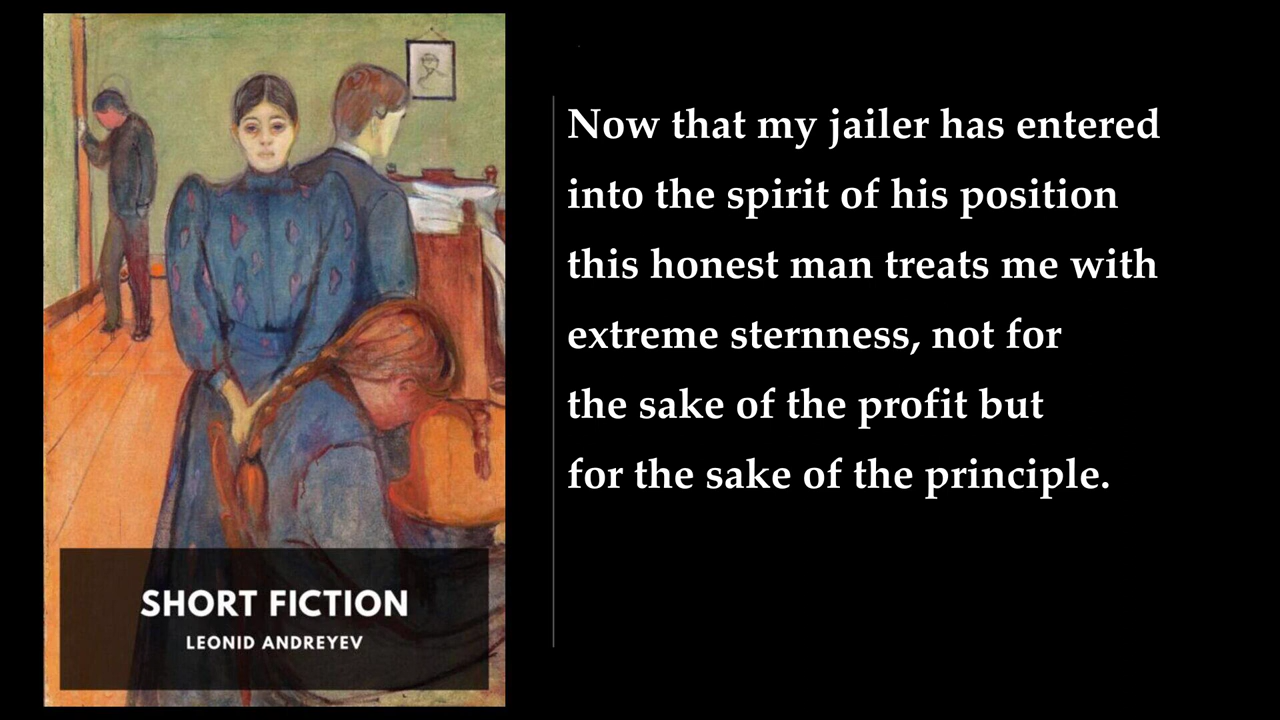 SHORT FICTION
LEONID ANDREYEV
Now that my jailer has entered
into the spirit of his position
this honest man treats me with
extreme sternness, not for
the sake of the profit but
for the sake of the principle.